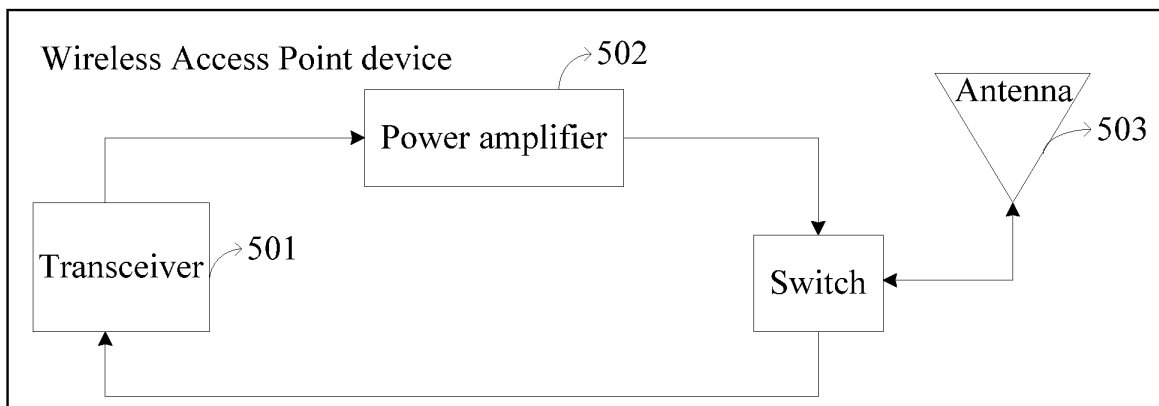 Wireless Access Point device
502
Power amplifier
Antenna
503
Transceiver
501
Switch